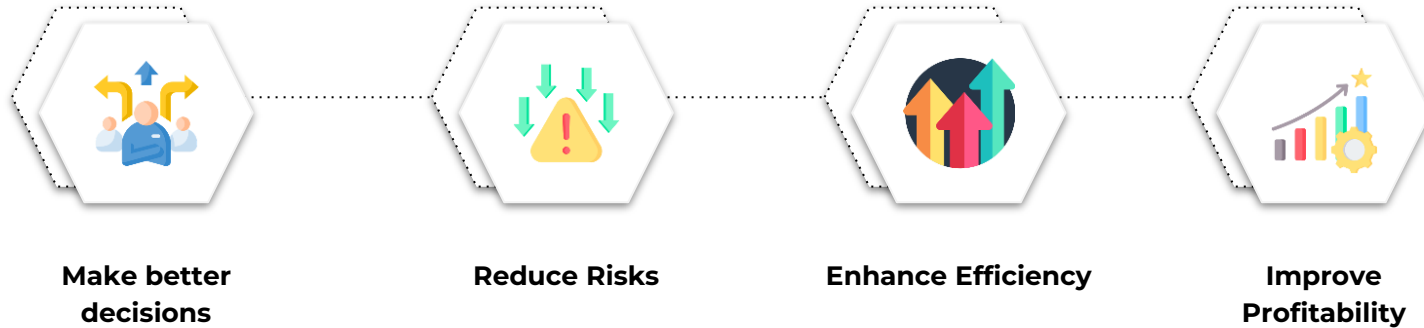 Make better
decisions
Reduce Risks
Enhance Efficiency
Improve
Profitability